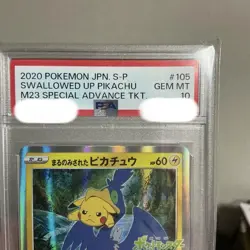 2020 POKEMON JPN. S-P #105
SWALLOWED UP PIKACHU GEM MT
M23 SPECIAL ADVANCE TKT. 10
PSA
まるのみされたピカチュウ HP60